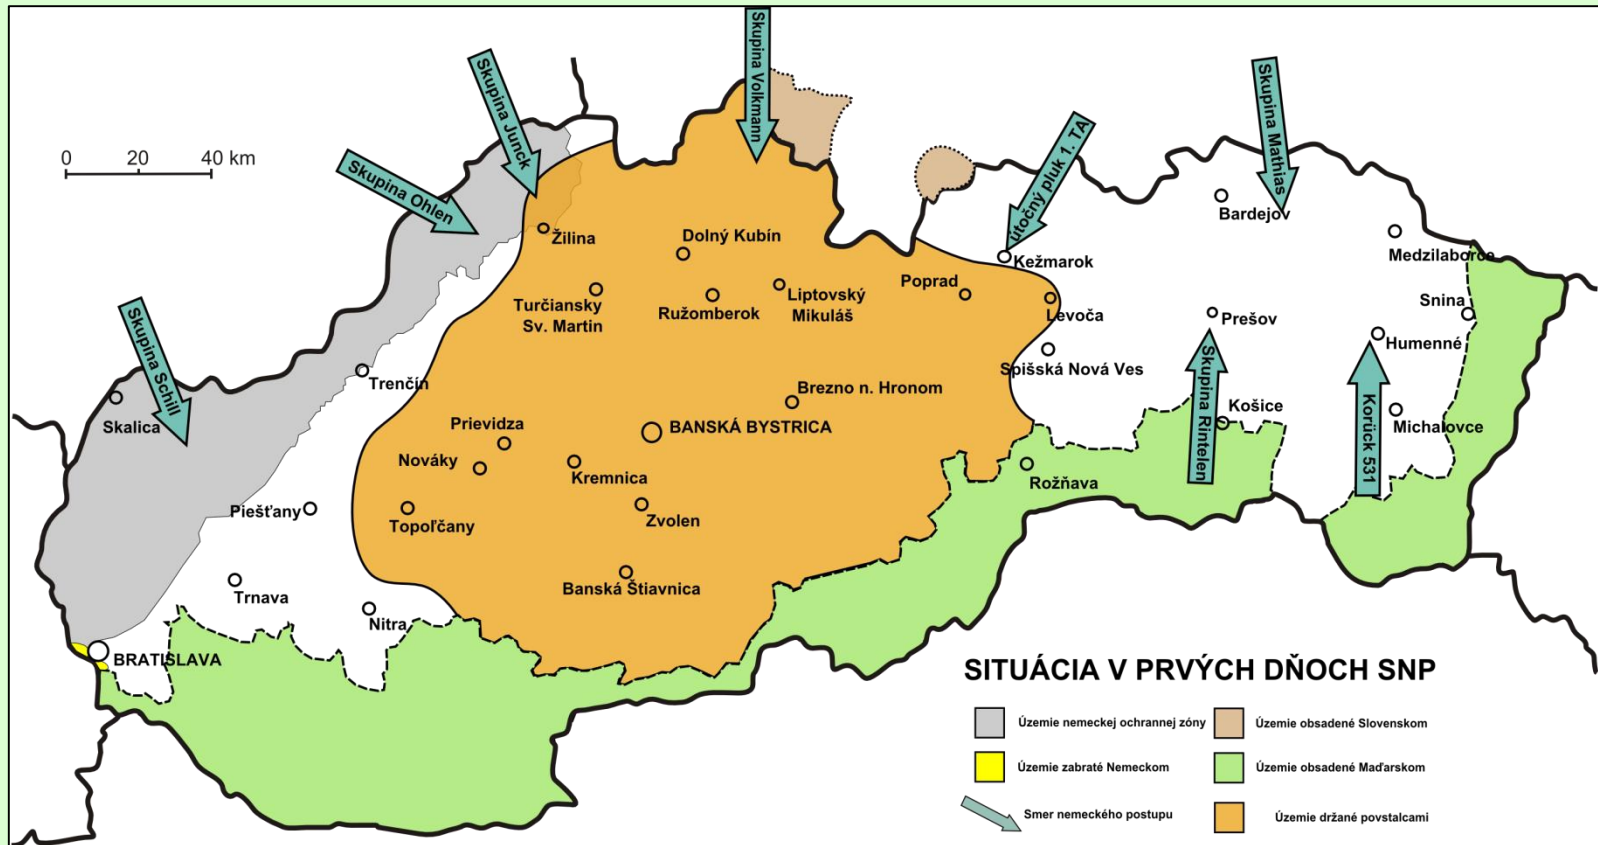 Skupina Volkmann
Skupina Junck
Skupina Mathias
útočný pluk 1. TA
0 20 40 km
Skupina Ohlen
Bardejov
Žilina
Dolný Kubín
Medzilaborce
Kežmarok
Poprad
Liptovský
Mikuláš
Turčiansky
Sv. Martin
Ružomberok
Levoča
Snina
Prešov
Humenné
Skupina Schill
Trenčín
Spišská Nová Ves
Skupina Rintelen
Korück 531
Brezno n. Hronom
Skalica
Košice
Michalovce
Prievidza
BANSKÁ BYSTRICA
Nováky
Kremnica
Rožňava
Piešťany
Topoľčany
Zvolen
Banská Štiavnica
Trnava
Nitra
BRATISLAVA
SITUÁCIA V PRVÝCH DŇOCH SNP
Územie nemeckej ochrannej zóny
Územie obsadené Slovenskom
Územie zabraté Nemeckom
Územie obsadené Maďarskom
Smer nemeckého postupu
Územie držané povstalcami